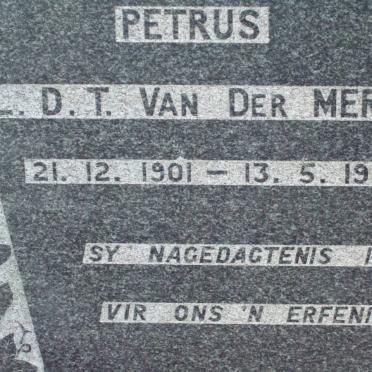 PETRUS
. D. T. VAN DER MER
21. 12. 1901 — 13. 5. 19
SY NAGEDAGTENIS
VIR ONS 'N ERFENI